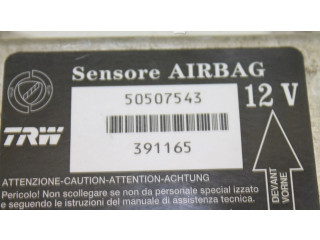 Sensore AIRBAG
50507543
12 V
TRW
391165
ATTENZIONE-CAUTION-ATTENTION-ACHTUNG
Pericolo! Non scollegare se non da personale special izzato
e seguendo le istruzioni del manuale di assistenza tecnica.
DEVANT
VORNE